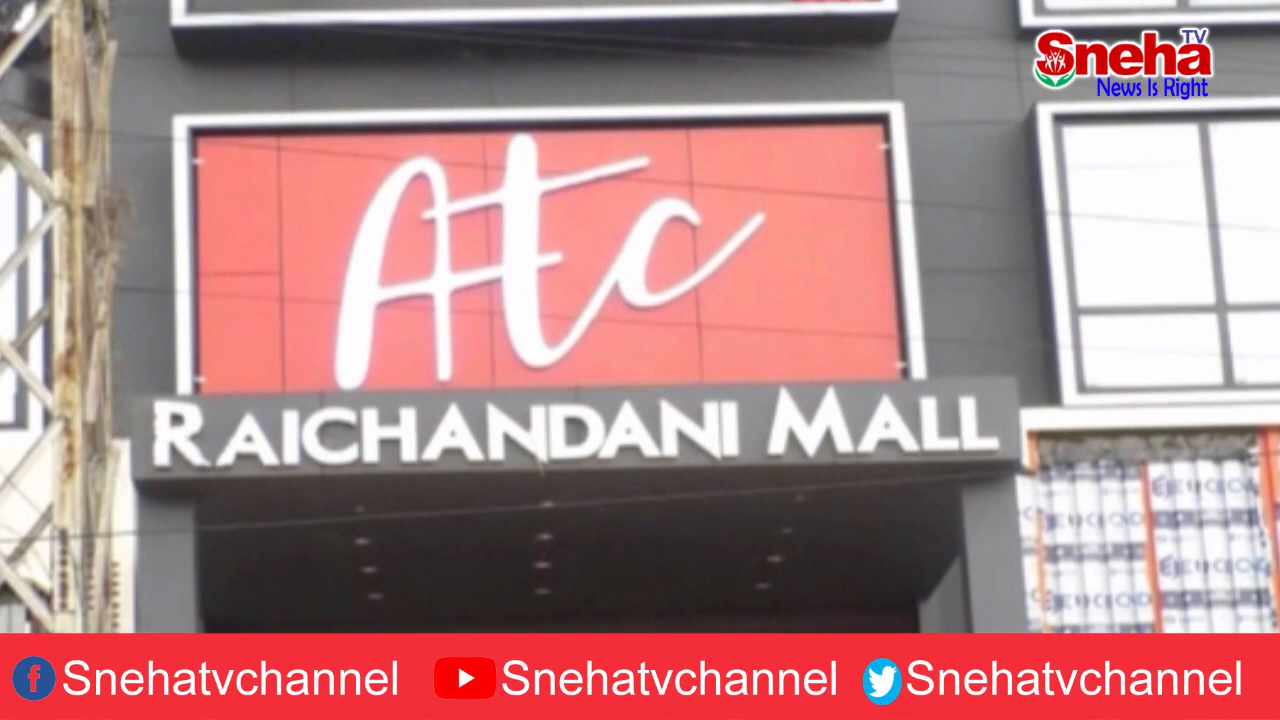 Sneha TV
News Is Right
Atc
RAICHANDANI MALL
Snehatvchannel Snehatvchannel Snehatvchannel